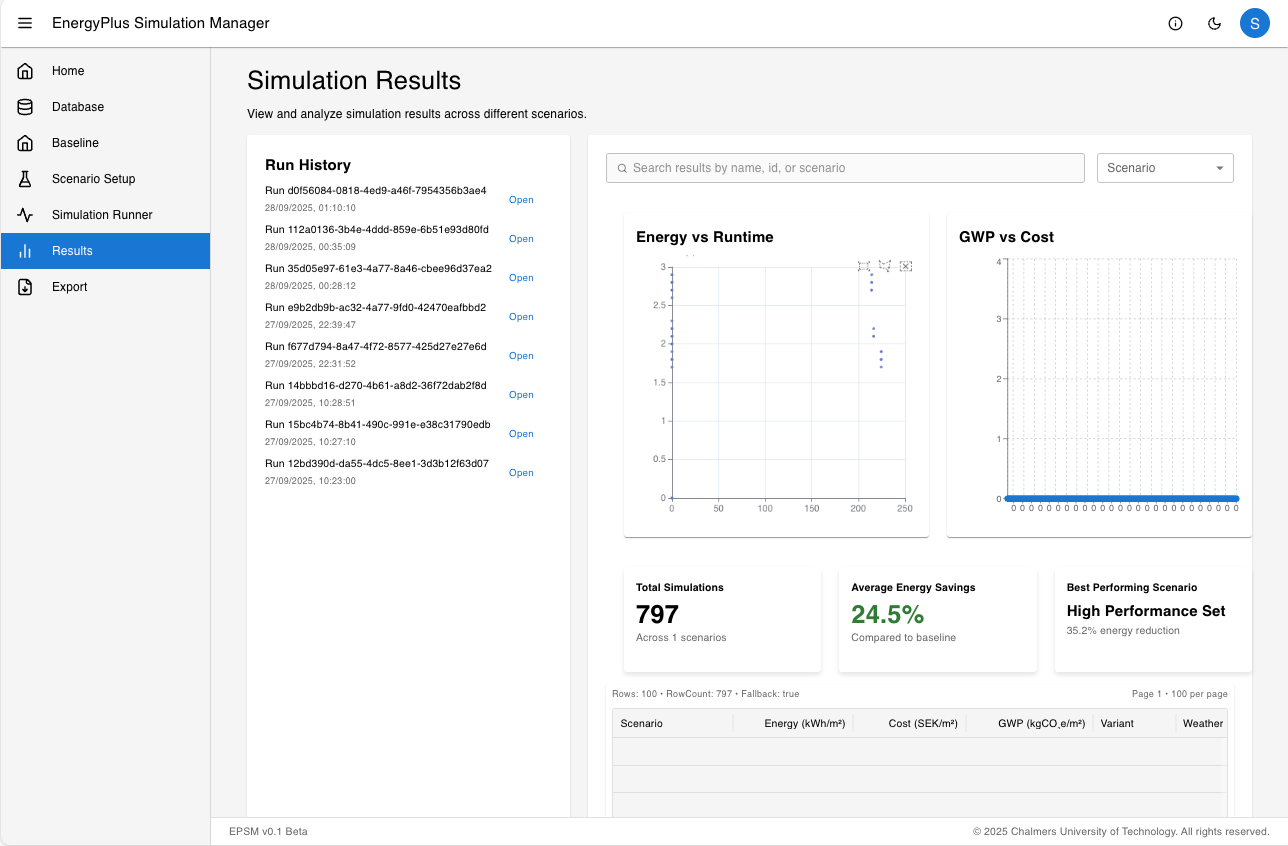 EnergyPlus Simulation Manager
S
Home
Database
Baseline
Scenario Setup
Simulation Runner
Results
Export
Simulation Results
View and analyze simulation results across different scenarios.
Run History
Run d0f56084-0818-4ed9-a46f-7954356b3ae4
28/09/2025, 01:10:10
Open
Run 112a0136-3b4e-4ddd-859e-6b51e93d80fd
28/09/2025, 00:35:09
Open
Run 35d05e97-61e3-4a77-8a46-cbee96d37ea2
28/09/2025, 00:28:12
Open
Run e9b2db9b-ac32-4a77-9fd0-42470eafbbd2
27/09/2025, 22:39:47
Open
Run f677d794-8a47-4f72-8577-425d27e27e6d
27/09/2025, 22:31:52
Open
Run 14bbbd16-d270-4b61-a8d2-36f72dab2f8d
27/09/2025, 10:28:51
Open
Run 15bc4b74-8b41-490c-991e-e38c31790edb
27/09/2025, 10:27:10
Open
Run 12bd390d-da55-4dc5-8ee1-3d3b12f63d07
27/09/2025, 10:23:00
Open
Search results by name, id, or scenario
Scenario
Energy vs Runtime
3
2.5
2
1.5
1
0.5
0
0 50 100 150 200 250
GWP vs Cost
4
3
2
1
0
0 0 0 0 0 0 0 0 0 0 0 0 0 0 0 0 0 0 0 0 0 0 0 0 0 0
Total Simulations
797
Across 1 scenarios
Average Energy Savings
24.5%
Compared to baseline
Best Performing Scenario
High Performance Set
35.2% energy reduction
Rows: 100 • RowCount: 797 • Fallback: true
Page 1 • 100 per page
Scenario Energy (kWh/m²) Cost (SEK/m²) GWP (kgCO₂e/m²) Variant Weather
EPSM v0.1 Beta
© 2025 Chalmers University of Technology. All rights reserved.